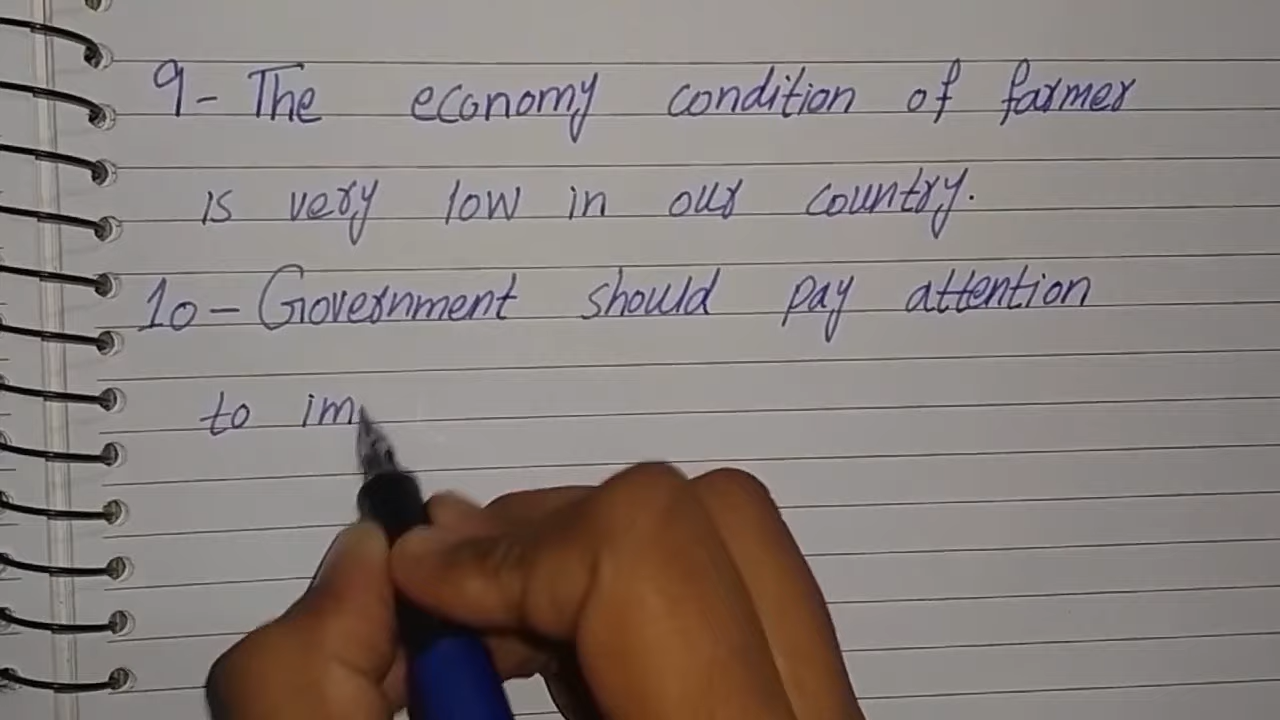 9- The economy condition of farmer
is very low in our country.
10- Government should pay attention
to im